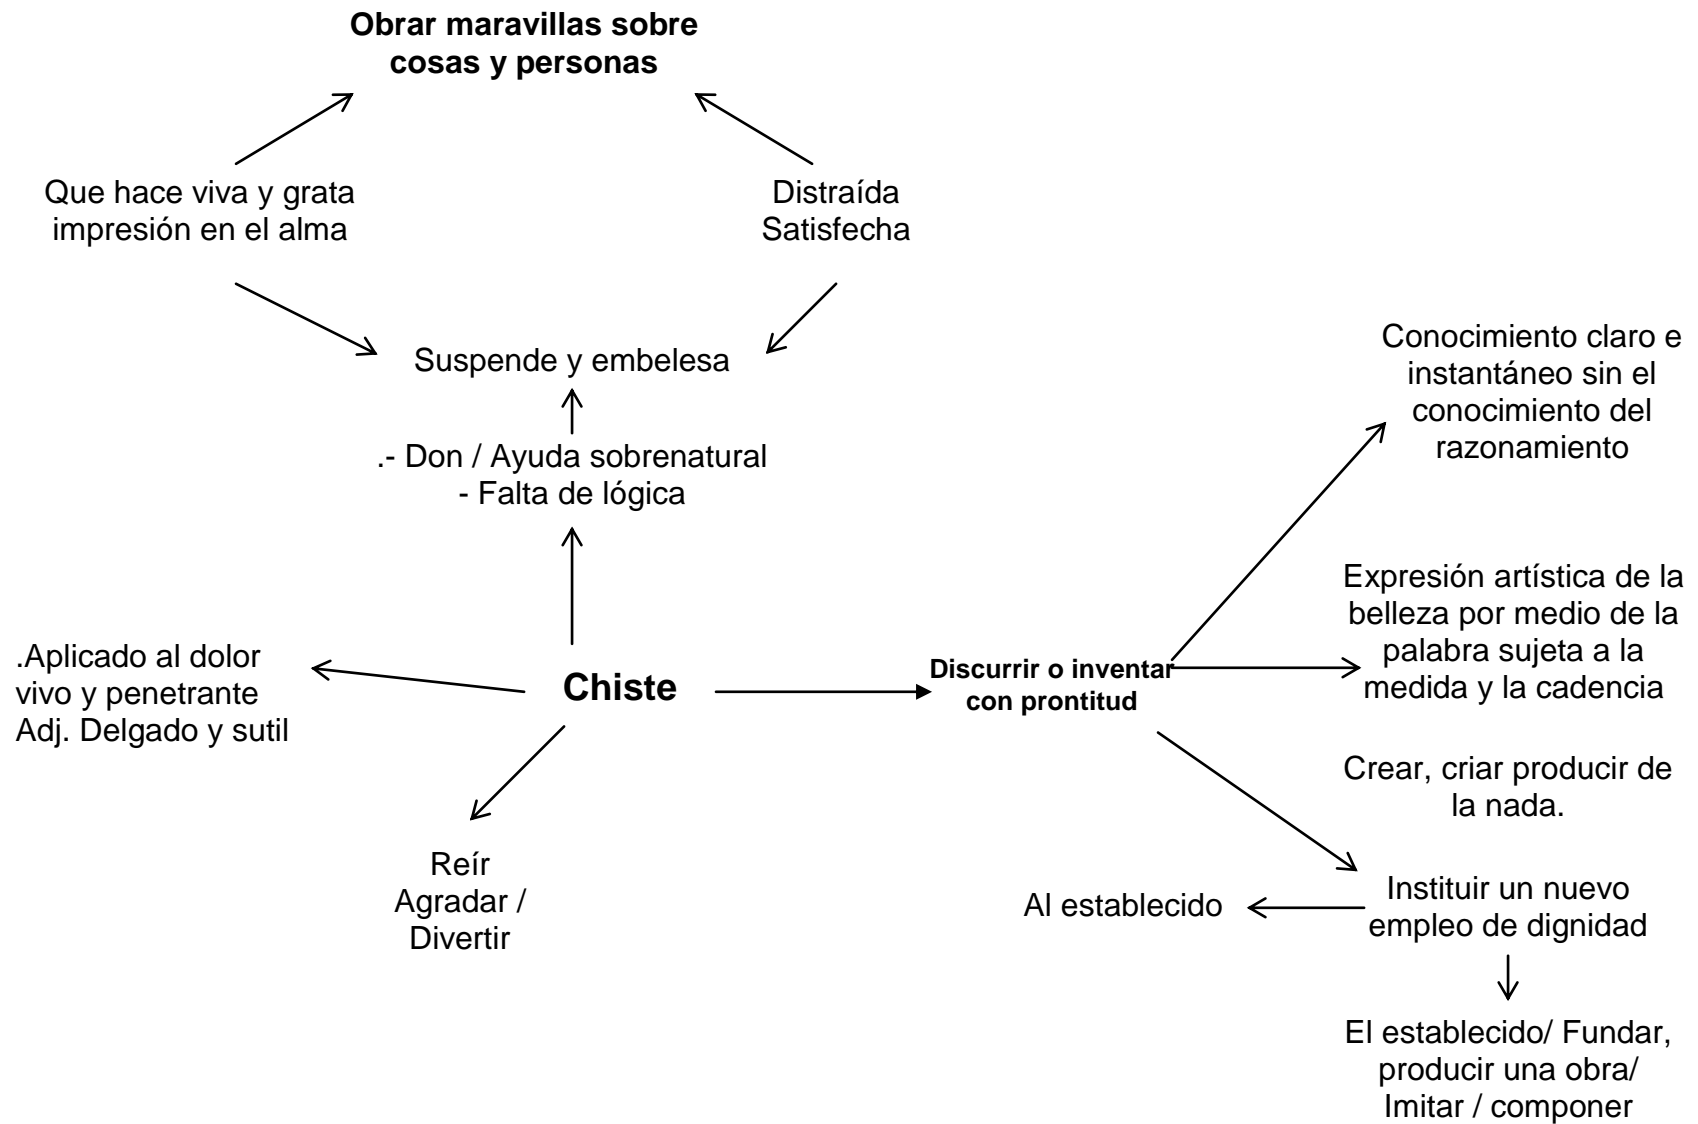 Obrar maravillas sobre
cosas y personas
Que hace viva y grata
impresión en el alma
Distraída
Satisfecha
Suspende y embelesa
.- Don / Ayuda sobrenatural
- Falta de lógica
.Aplicado al dolor
vivo y penetrante
Adj. Delgado y sutil
Chiste
Reír
Agradar /
Divertir
Discurrir o inventar
con prontitud
Conocimiento claro e
instantáneo sin el
conocimiento del
razonamiento
Expresión artística de la
belleza por medio de la
palabra sujeta a la
medida y la cadencia
Crear, criar producir de
la nada.
Instituir un nuevo
empleo de dignidad
Al establecido
El establecido/ Fundar,
producir una obra/
Imitar / componer